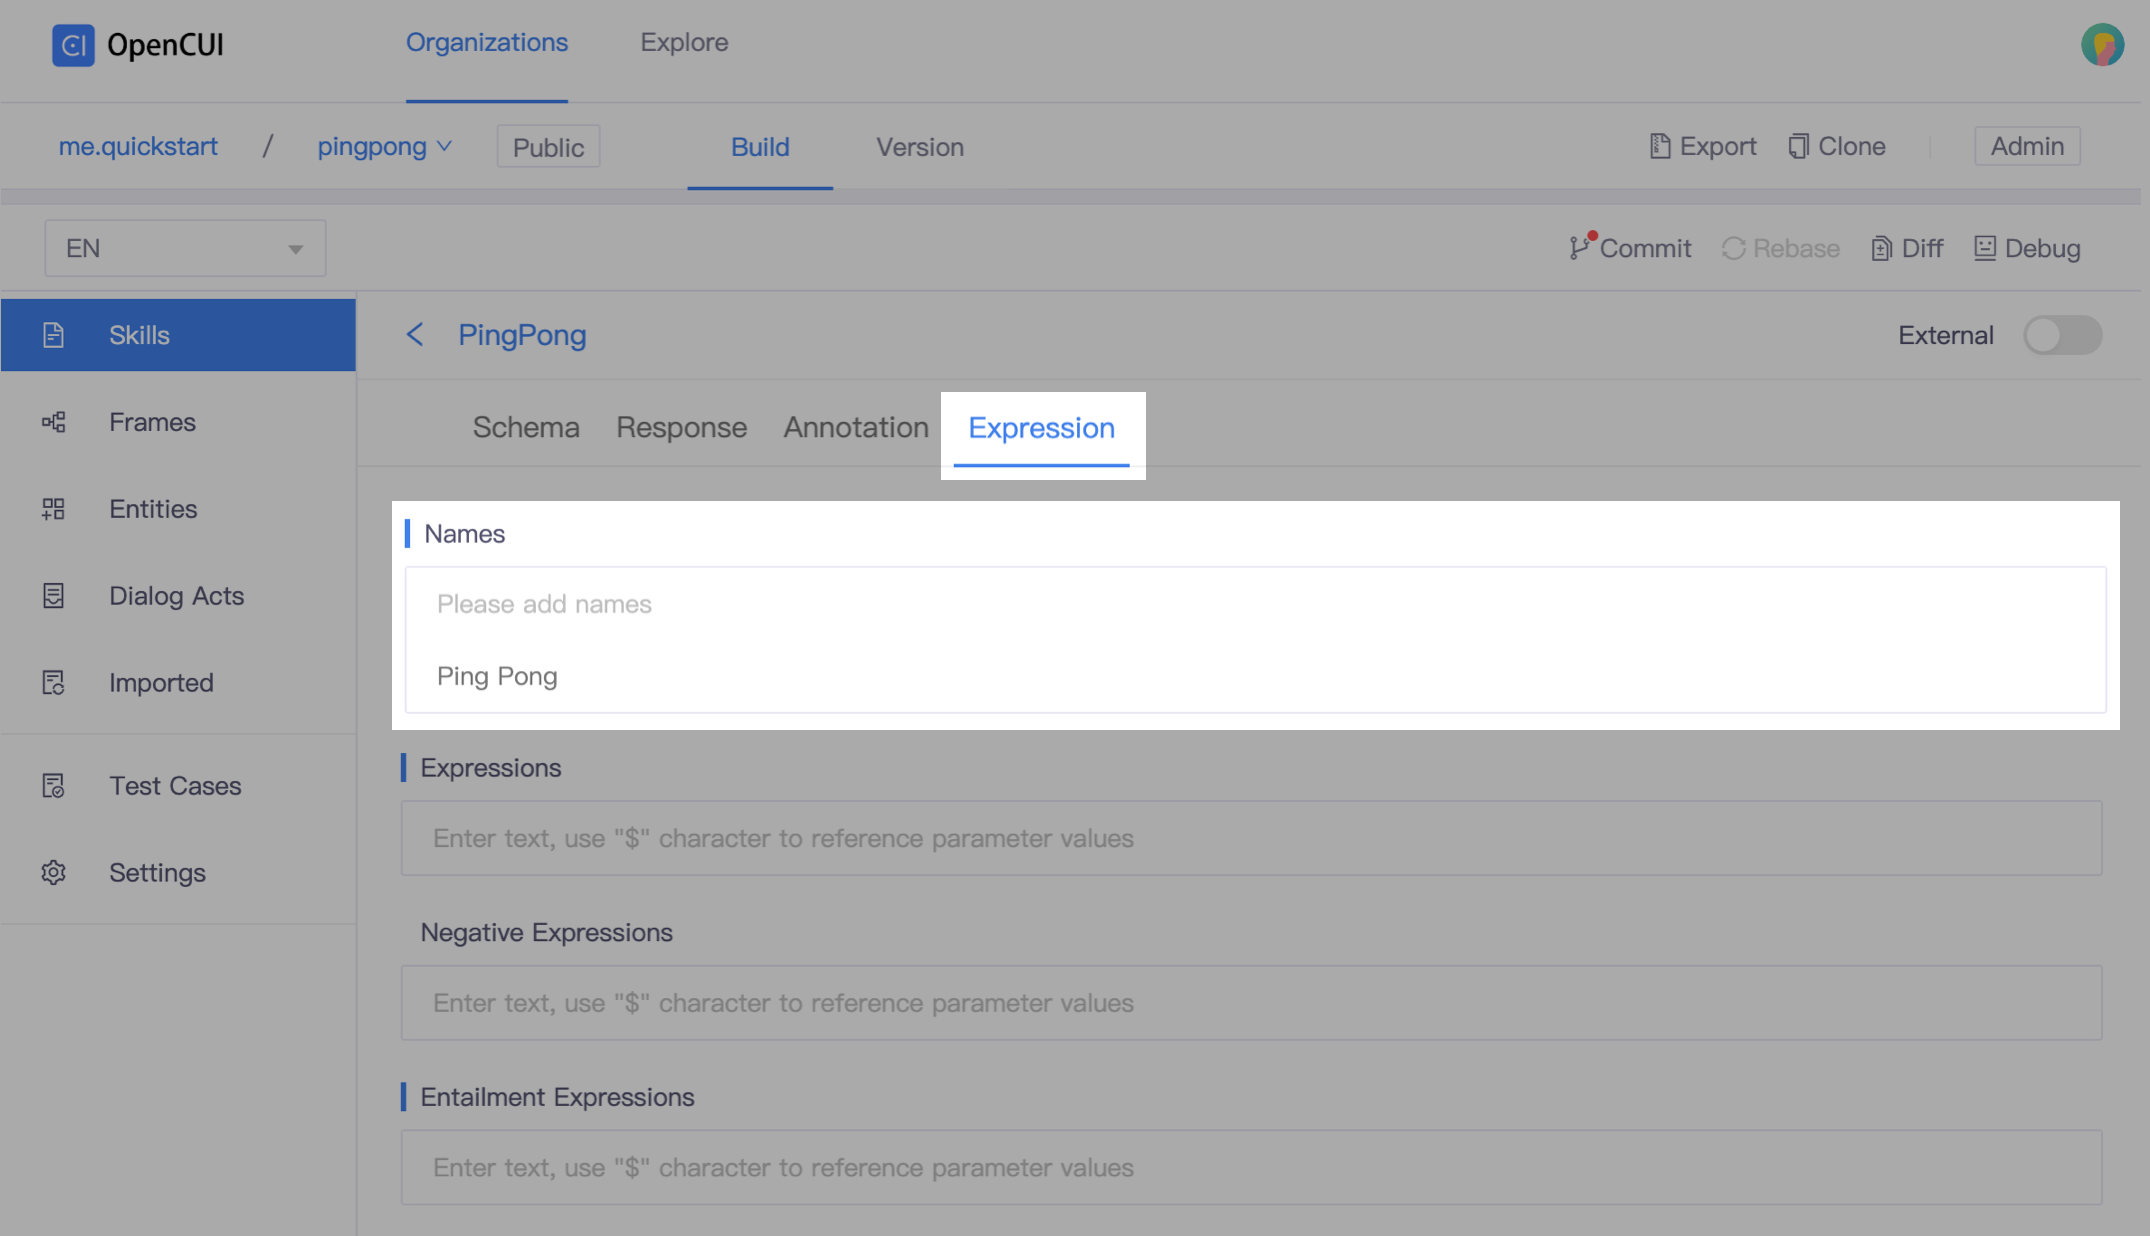 OpenCUI
Organizations Explore
me.quickstart / pingpong Public Build Version Export Clone Admin
EN Commit Rebase Diff Debug
Skills
Frames
Entities
Dialog Acts
Imported
Test Cases
Settings
PingPong External
Schema Response Annotation Expression
Names
Please add names
Ping Pong
Expressions
Enter text, use "$" character to reference parameter values
Negative Expressions
Enter text, use "$" character to reference parameter values
Entailment Expressions
Enter text, use "$" character to reference parameter values